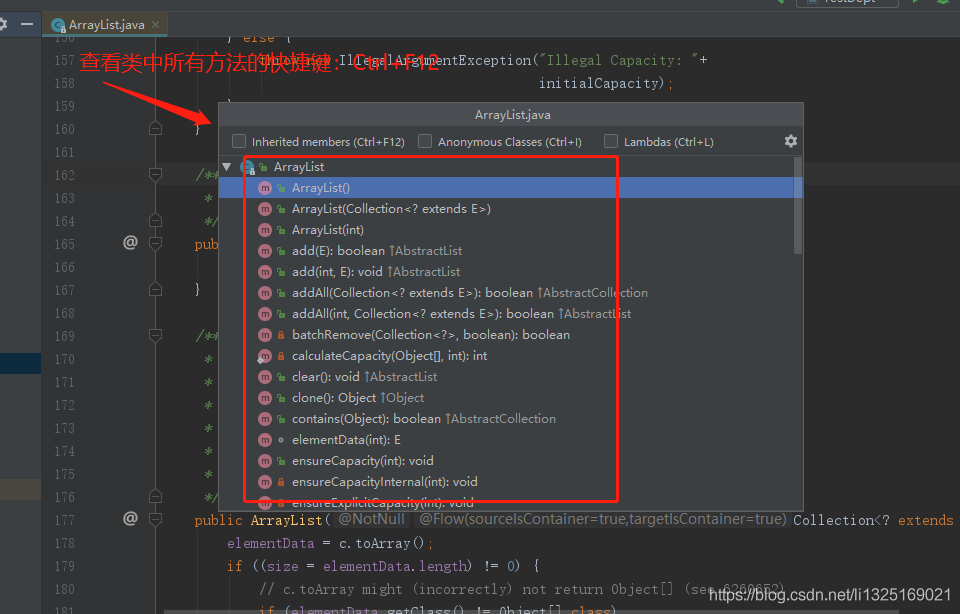 TestDept
ArrayList.java ×
156 } else {
157 throw new IllegalArgumentException("Illegal Capacity: "+
查看类中所有方法的快捷键：Ctrl+F12
158 initialCapacity);
159 }
160 }
161
162 /**
163 *
164 */
165 @ pub
166
167 }
168
169 /**
170 *
171 *
172 *
173 *
174 *
175 *
176 */
ArrayList.java
Inherited members (Ctrl+F12) Anonymous Classes (Ctrl+I) Lambdas (Ctrl+L)
ArrayList
m ArrayList()
m ArrayList(Collection<? extends E>)
m ArrayList(int)
m add(E): boolean ↑AbstractList
m add(int, E): void ↑AbstractList
m addAll(Collection<? extends E>): boolean ↑AbstractCollection
m addAll(int, Collection<? extends E>): boolean ↑AbstractList
m batchRemove(Collection<?>, boolean): boolean
m calculateCapacity(Object[], int): int
m clear(): void ↑AbstractList
m clone(): Object ↑Object
m contains(Object): boolean ↑AbstractCollection
m elementData(int): E
m ensureCapacity(int): void
m ensureCapacityInternal(int): void
m ensureExplicitCapacity(int): void
177 @ public ArrayList( @NotNull @Flow(sourceIsContainer=true,targetIsContainer=true) Collection<? extends
178 elementData = c.toArray();
179 if ((size = elementData.length) != 0) {
180 // c.toArray might (incorrectly) not return Object[] (see 6260652)
181 if (elementData.getClass() != Object[].class)
https://blog.csdn.net/li1325169021